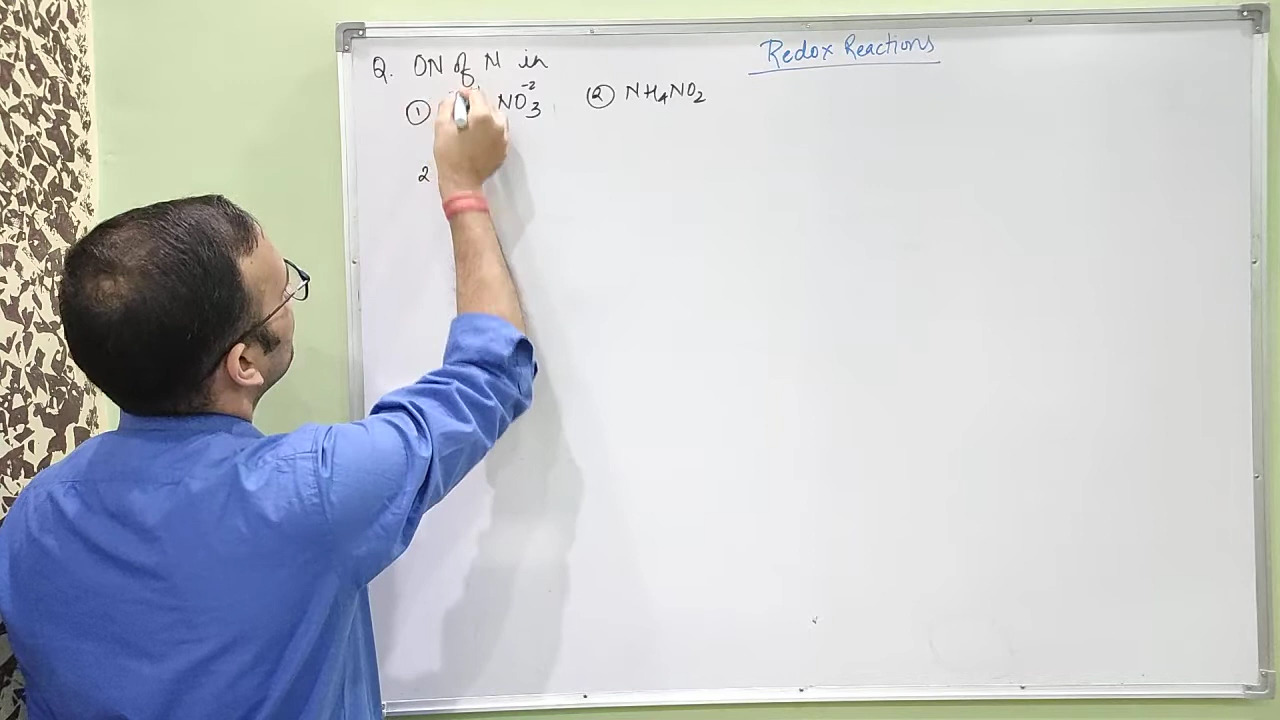 Redox Reactions
Q. ON of N in
① NO₃⁻² ② NH₄NO₂
2